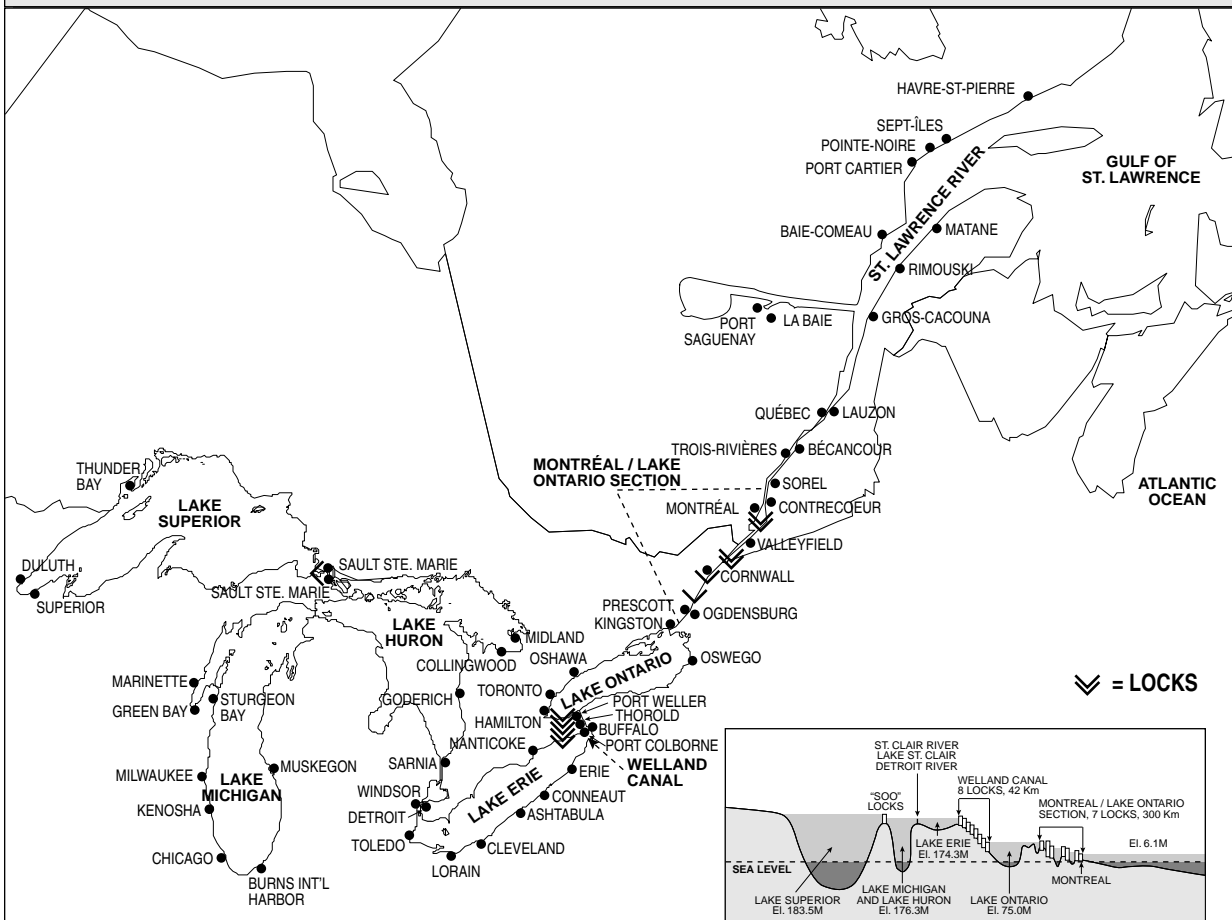 HAVRE-ST-PIERRE
SEPT-ÎLES
POINTE-NOIRE
PORT CARTIER
GULF OF
ST. LAWRENCE
ST. LAWRENCE RIVER
BAIE-COMEAU
MATANE
RIMOUSKI
PORT
SAGUENAY
LA BAIE
GROS-CACOUNA
QUÉBEC
LAUZON
TROIS-RIVIÈRES
BÉCANCOUR
MONTRÉAL / LAKE
ONTARIO SECTION
SOREL
ATLANTIC
OCEAN
MONTRÉAL
CONTRECOEUR
VALLEYFIELD
CORNWALL
THUNDER
BAY
LAKE
SUPERIOR
DULUTH
SUPERIOR
SAULT STE. MARIE
SAULT STE. MARIE
PRESCOTT
KINGSTON
OGDENSBURG
LAKE
HURON
MIDLAND
COLLINGWOOD
OSHAWA
OSWEGO
LAKE ONTARIO
MARINETTE
GREEN BAY
STURGEON
BAY
GODERICH
TORONTO
HAMILTON
PORT WELLER
THOROLD
BUFFALO
PORT COLBORNE
NANTICOKE
WELLAND
CANAL
= LOCKS
MILWAUKEE
LAKE
MICHIGAN
MUSKEGON
KENOSHA
CHICAGO
BURNS INT'L
HARBOR
SARNIA
WINDSOR
DETROIT
TOLEDO
LAKE ERIE
ERIE
CONNEAUT
ASHTABULA
CLEVELAND
LORAIN
ST. CLAIR RIVER
LAKE ST. CLAIR
DETROIT RIVER
"SOO"
LOCKS
WELLAND CANAL
8 LOCKS, 42 Km
MONTREAL / LAKE ONTARIO
SECTION, 7 LOCKS, 300 Km
LAKE ERIE
El. 174.3M
El. 6.1M
SEA LEVEL
MONTREAL
LAKE SUPERIOR
El. 183.5M
LAKE MICHIGAN
AND LAKE HURON
El. 176.3M
LAKE ONTARIO
El. 75.0M